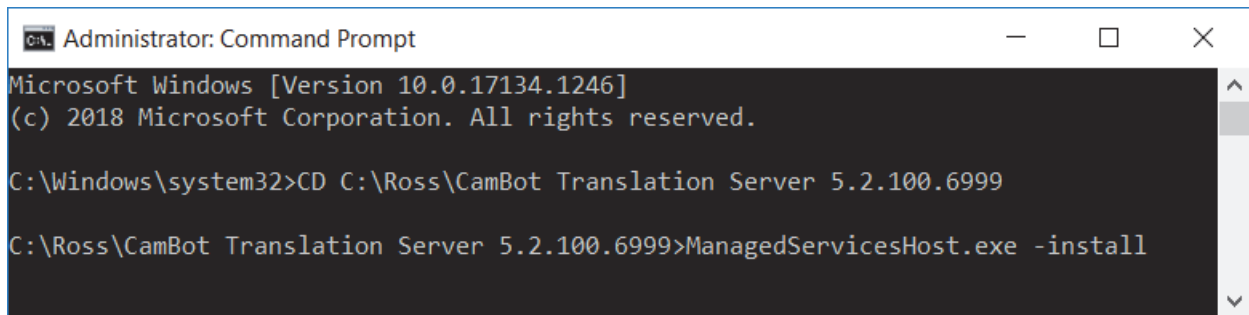 Administrator: Command Prompt
Microsoft Windows [Version 10.0.17134.1246]
(c) 2018 Microsoft Corporation. All rights reserved.
C:\Windows\system32>CD C:\Ross\CamBot Translation Server 5.2.100.6999
C:\Ross\CamBot Translation Server 5.2.100.6999>ManagedServicesHost.exe -install